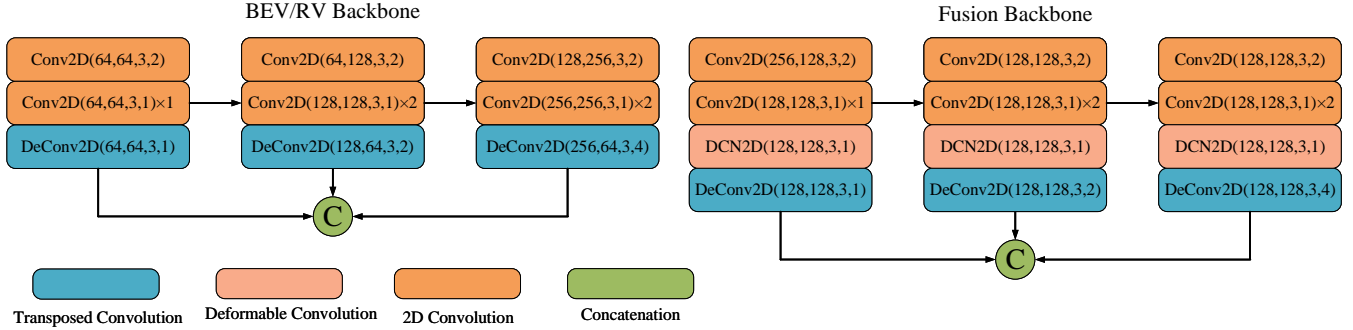 BEV/RV Backbone
Conv2D(64,64,3,2)
Conv2D(64,64,3,1)×1
DeConv2D(64,64,3,1)
Conv2D(64,128,3,2)
Conv2D(128,128,3,1)×2
DeConv2D(128,64,3,2)
Conv2D(128,256,3,2)
Conv2D(256,256,3,1)×2
DeConv2D(256,64,3,4)
C
Fusion Backbone
Conv2D(256,128,3,2)
Conv2D(128,128,3,1)×1
DCN2D(128,128,3,1)
DeConv2D(128,128,3,1)
Conv2D(128,128,3,2)
Conv2D(128,128,3,1)×2
DCN2D(128,128,3,1)
DeConv2D(128,128,3,2)
Conv2D(128,128,3,2)
Conv2D(128,128,3,1)×2
DCN2D(128,128,3,1)
DeConv2D(128,128,3,4)
C
Transposed Convolution
Deformable Convolution
2D Convolution
Concatenation